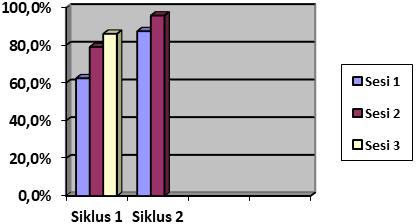 100,0%
80,0%
60,0%
40,0%
20,0%
0,0%
Siklus 1 Siklus 2
Sesi 1
Sesi 2
Sesi 3